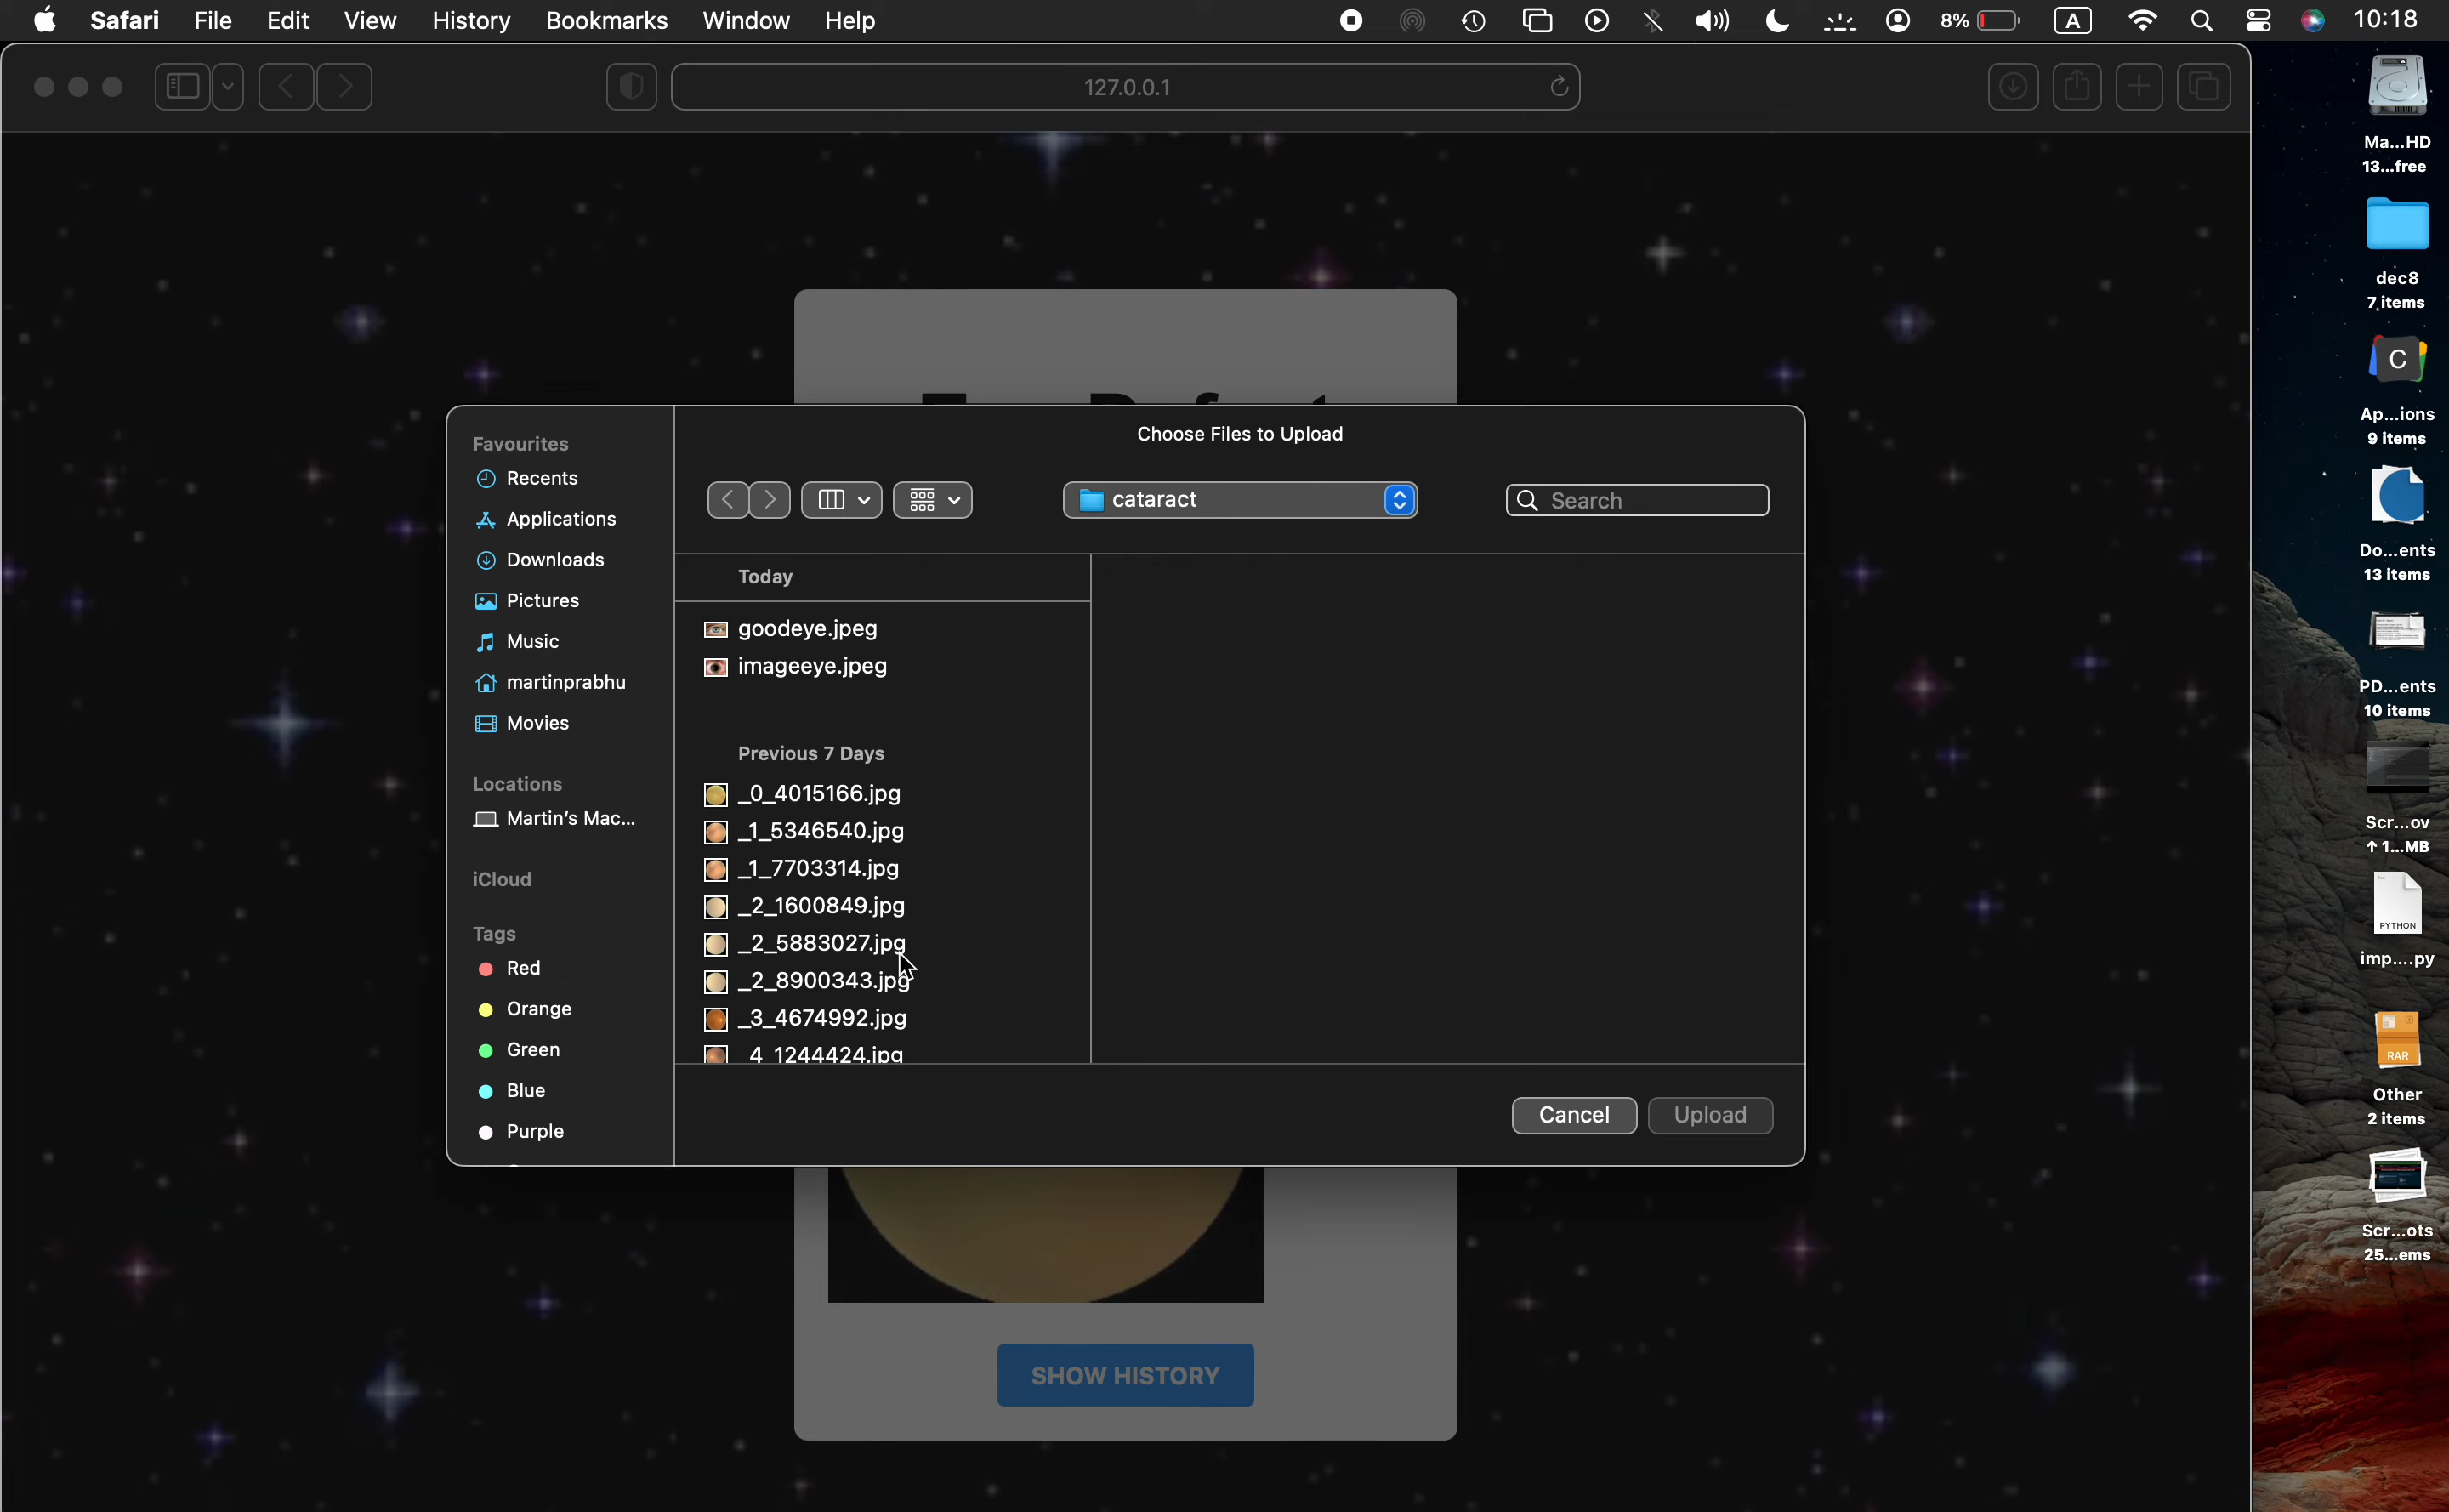 Safari File Edit View History Bookmarks Window Help
8% A 10:18
127.0.0.1
Choose Files to Upload
cataract
Search
Favourites
Recents
Applications
Downloads
Pictures
Music
martinprabhu
Movies
Locations
Martin's Mac...
iCloud
Tags
Red
Orange
Green
Blue
Purple
Today
goodeye.jpeg
imageeye.jpeg
Previous 7 Days
_0_4015166.jpg
_1_5346540.jpg
_1_7703314.jpg
_2_1600849.jpg
_2_5883027.jpg
_2_8900343.jpg
_3_4674992.jpg
_4_1244424.jpg
Cancel
Upload
SHOW HISTORY
Ma...HD
13...free
dec8
7 items
C
Ap...ions
9 items
Do...ents
13 items
PD...ents
10 items
Scr...ov
↑ 1...MB
PYTHON
imp....py
RAR
Other
2 items
Scr...ots
25...ems